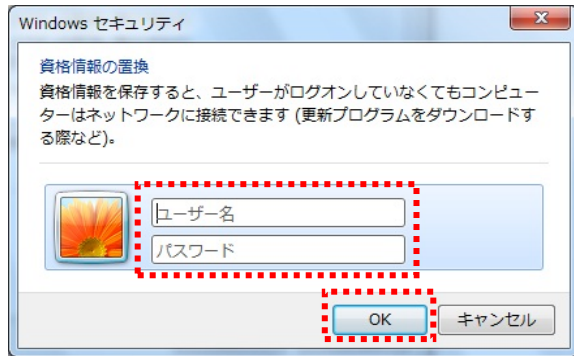 Windows セキュリティ
資格情報の置換
資格情報を保存すると、ユーザーがログオンしていなくてもコンピュー
ターはネットワークに接続できます (更新プログラムをダウンロードす
る際など)。
ユーザー名
パスワード
OK
キャンセル